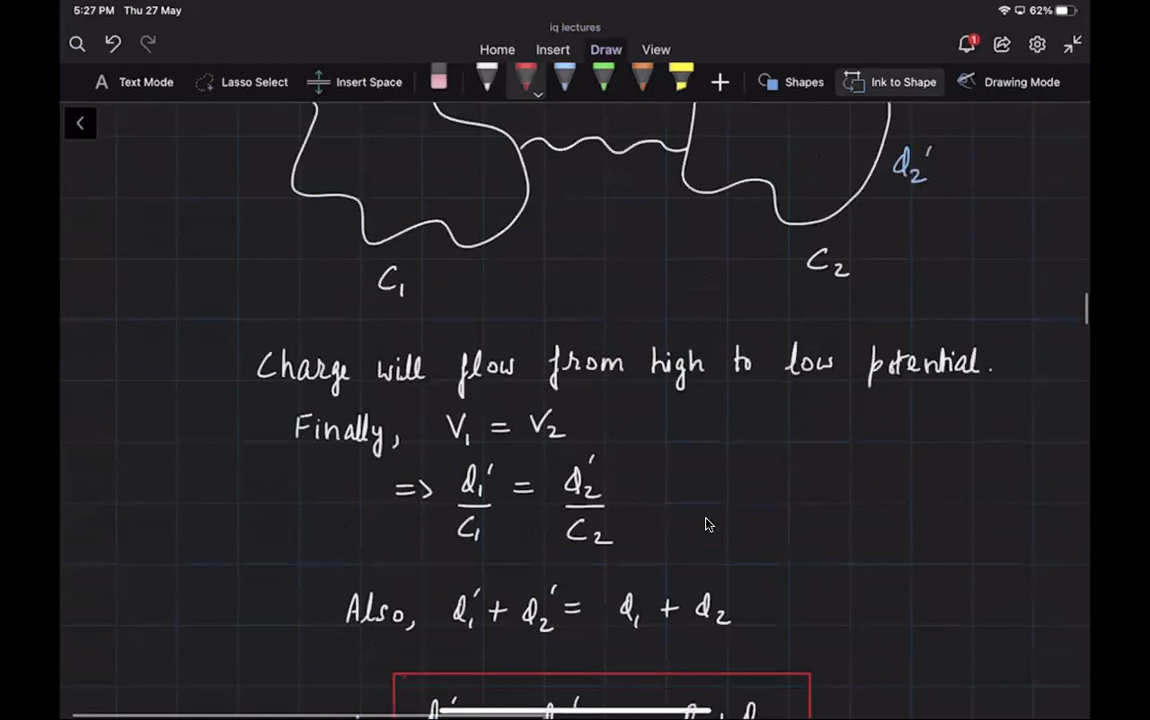 5:27 PM Thu 27 May
62%
iq lectures
Home Insert Draw View
1
Text Mode Lasso Select Insert Space Shapes Ink to Shape Drawing Mode
Q₂'
C₁
C₂
Charge will flow from high to low potential.
Finally, V₁ = V₂
=> Q₁'/C₁ = Q₂'/C₂
Also, Q₁' + Q₂' = Q₁ + Q₂